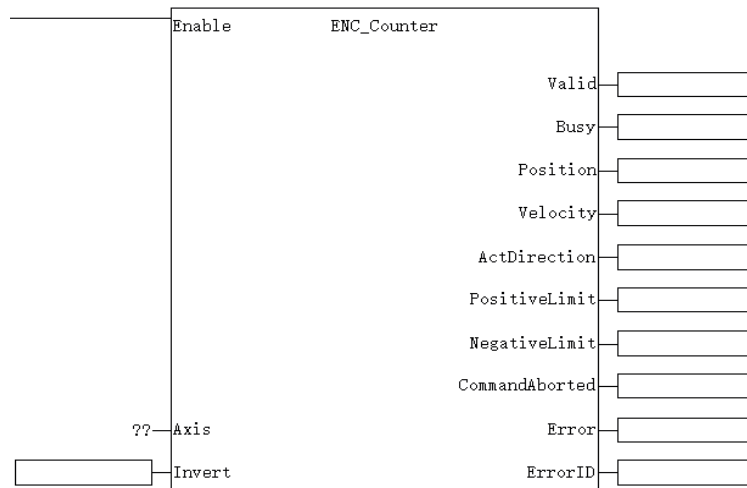 Enable ENC_Counter
Valid
Busy
Position
Velocity
ActDirection
PositiveLimit
NegativeLimit
CommandAborted
?? Axis Error
Invert ErrorID